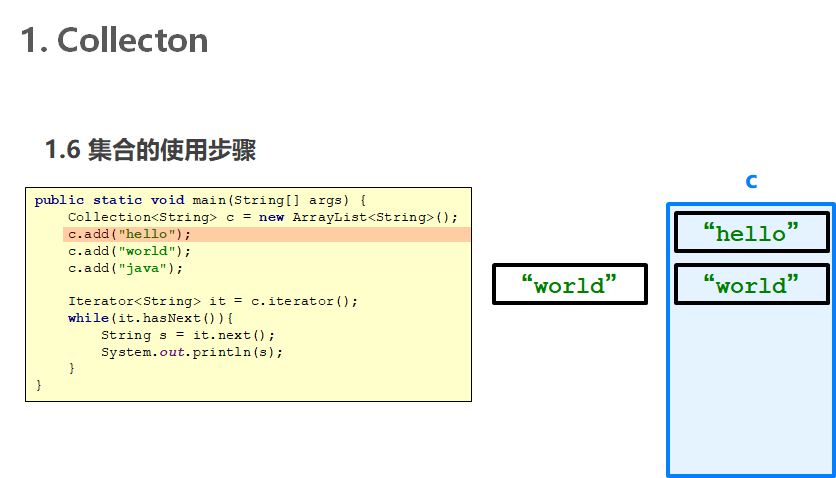 1. Collecton
1.6 集合的使用步骤
public static void main(String[] args) {
Collection<String> c = new ArrayList<String>();
c.add("hello");
c.add("world");
c.add("java");
Iterator<String> it = c.iterator();
while(it.hasNext()){
String s = it.next();
System.out.println(s);
}
}
“world”
c
“hello”
“world”